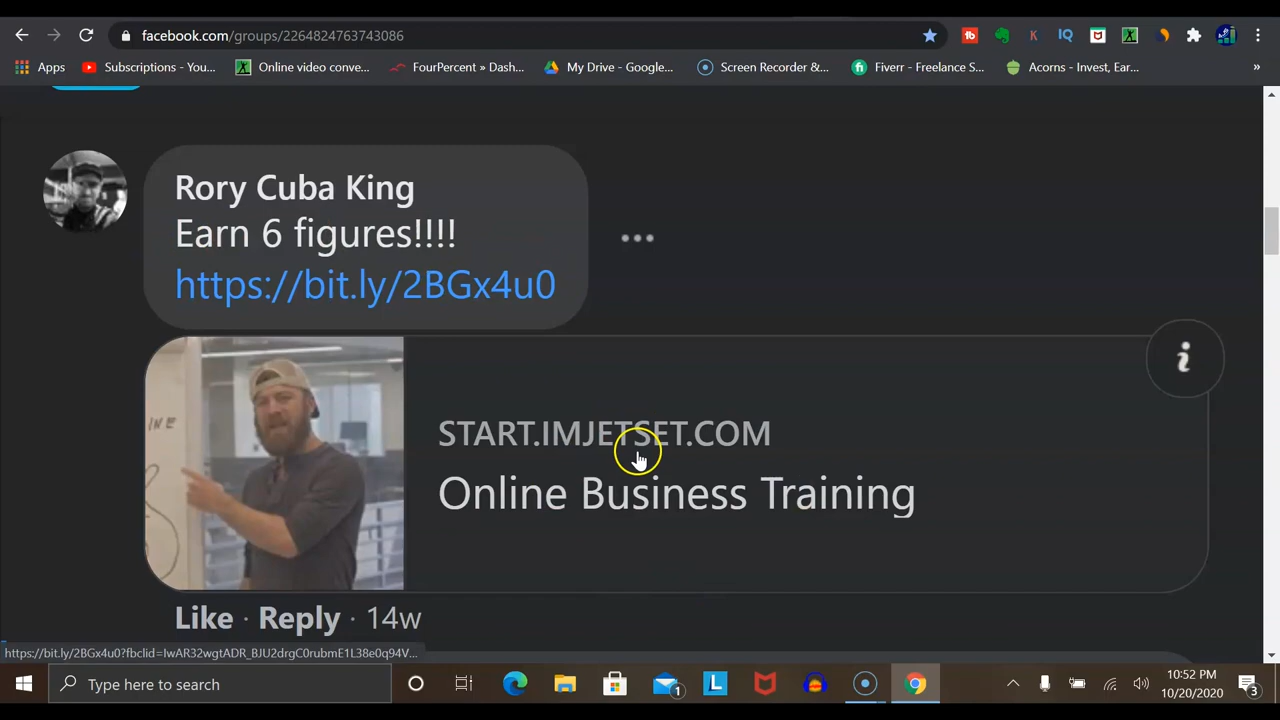 facebook.com/groups/2264824763743086
Apps
Subscriptions - You...
Online video conve...
FourPercent » Dash...
My Drive - Google...
Screen Recorder &...
Fiverr - Freelance S...
Acorns - Invest, Ear...
»
Rory Cuba King
Earn 6 figures!!!!
https://bit.ly/2BGx4u0
START.IMJETSET.COM
Online Business Training
Like · Reply · 14w
https://bit.ly/2BGx4u0?fbclid=IwAR32wgtADR_BJU2drgC0rubmE1L38e0q94V...
Type here to search
1
L
10:52 PM
10/20/2020
3